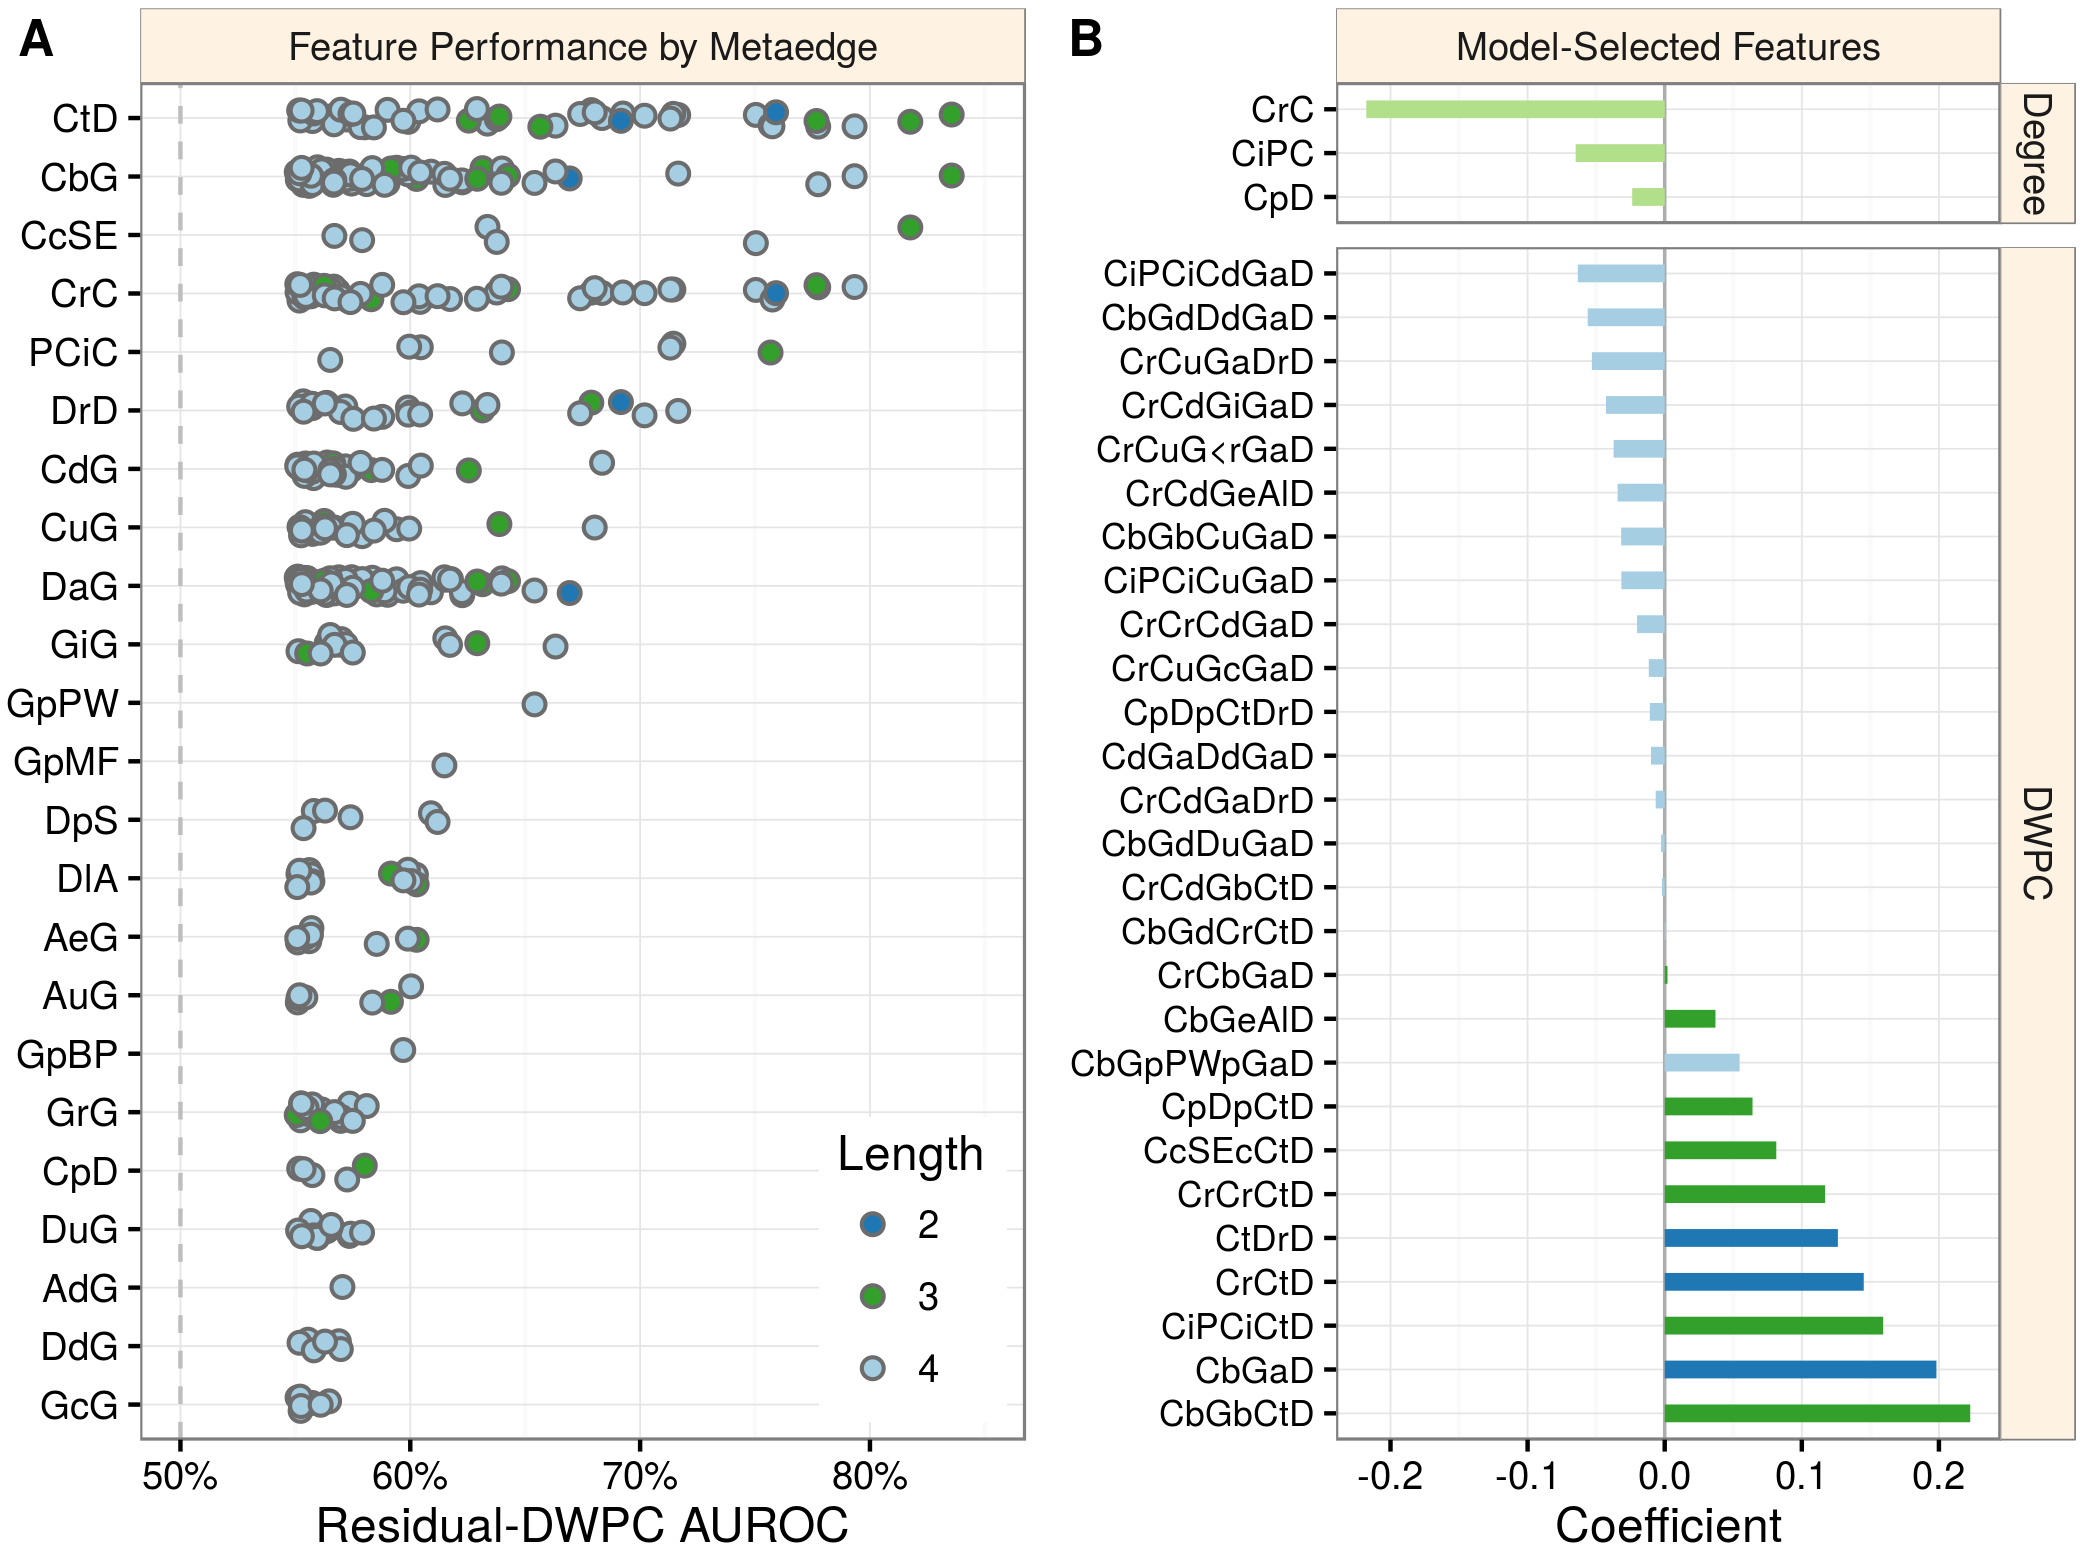 A
Feature Performance by Metaedge
CtD
CbG
CcSE
CrC
PCiC
DrD
CdG
CuG
DaG
GiG
GpPW
GpMF
DpS
DlA
AeG
AuG
GpBP
GrG
CpD
DuG
AdG
DdG
GcG
Length
2
3
4
50%
60%
70%
80%
Residual-DWPC AUROC
B
Model-Selected Features
CrC
CiPC
CpD
Degree
CiPCiCdGaD
CbGdDdGaD
CrCuGaDrD
CrCdGiGaD
CrCuG<rGaD
CrCdGeAlD
CbGbCuGaD
CiPCiCuGaD
CrCrCdGaD
CrCuGcGaD
CpDpCtDrD
CdGaDdGaD
CrCdGaDrD
CbGdDuGaD
CrCdGbCtD
CbGdCrCtD
CrCbGaD
CbGeAlD
CbGpPWpGaD
CpDpCtD
CcSEcCtD
CrCrCtD
CtDrD
CrCtD
CiPCiCtD
CbGaD
CbGbCtD
DWPC
-0.2
-0.1
0.0
0.1
0.2
Coefficient